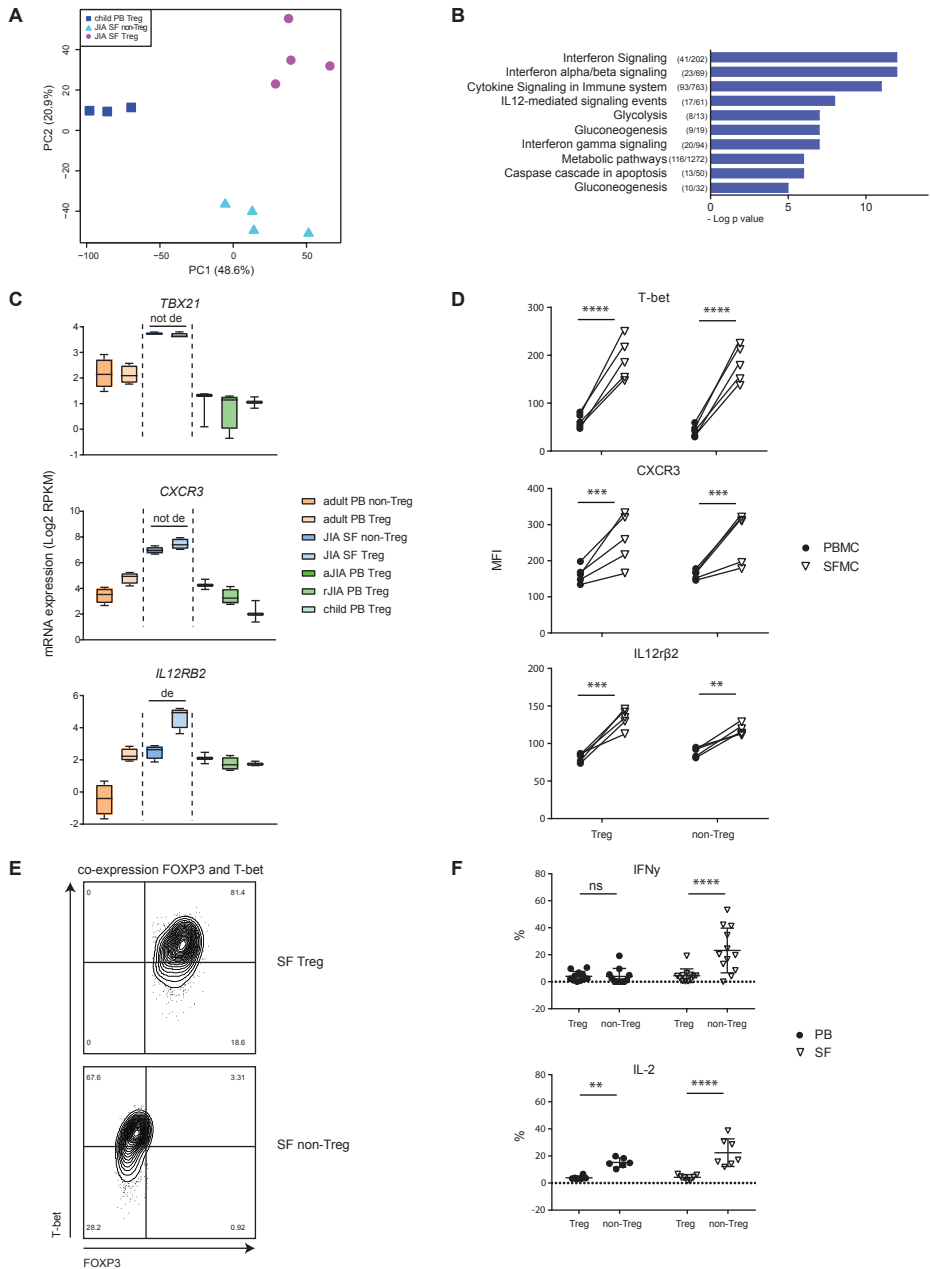 A
child PB Treg
JIA SF non-Treg
JIA SF Treg
PC2 (20.9%)
40
20
0
−20
−40
−100
−50
0
50
PC1 (48.6%)
B
Interferon Signaling (41/202)
Interferon alpha/beta signaling (23/69)
Cytokine Signaling in Immune system (93/763)
IL12-mediated signaling events (17/61)
Glycolysis (8/13)
Gluconeogenesis (9/19)
Interferon gamma signaling (20/94)
Metabolic pathways (116/1272)
Caspase cascade in apoptosis (13/50)
Gluconeogenesis (10/32)
0 5 10
- Log p value
C
mRNA expression (Log2 RPKM)
TBX21
not de
4
3
2
1
0
-1
CXCR3
not de
10
8
6
4
2
0
IL12RB2
de
6
4
2
0
-2
adult PB non-Treg
adult PB Treg
JIA SF non-Treg
JIA SF Treg
aJIA PB Treg
rJIA PB Treg
child PB Treg
D
MFI
T-bet
300
200
100
0
**** ****
CXCR3
400
300
200
100
0
*** ***
IL12rβ2
200
150
100
50
0
*** **
Treg non-Treg
PBMC
SFMC
E
co-expression FOXP3 and T-bet
0 81.4
0 18.6
SF Treg
67.6 3.31
28.2 0.92
SF non-Treg
T-bet
FOXP3
F
IFNy
%
80
60
40
20
0
-20
ns ****
Treg non-Treg Treg non-Treg
PB
SF
IL-2
%
80
60
40
20
0
-20
** ****
Treg non-Treg Treg non-Treg